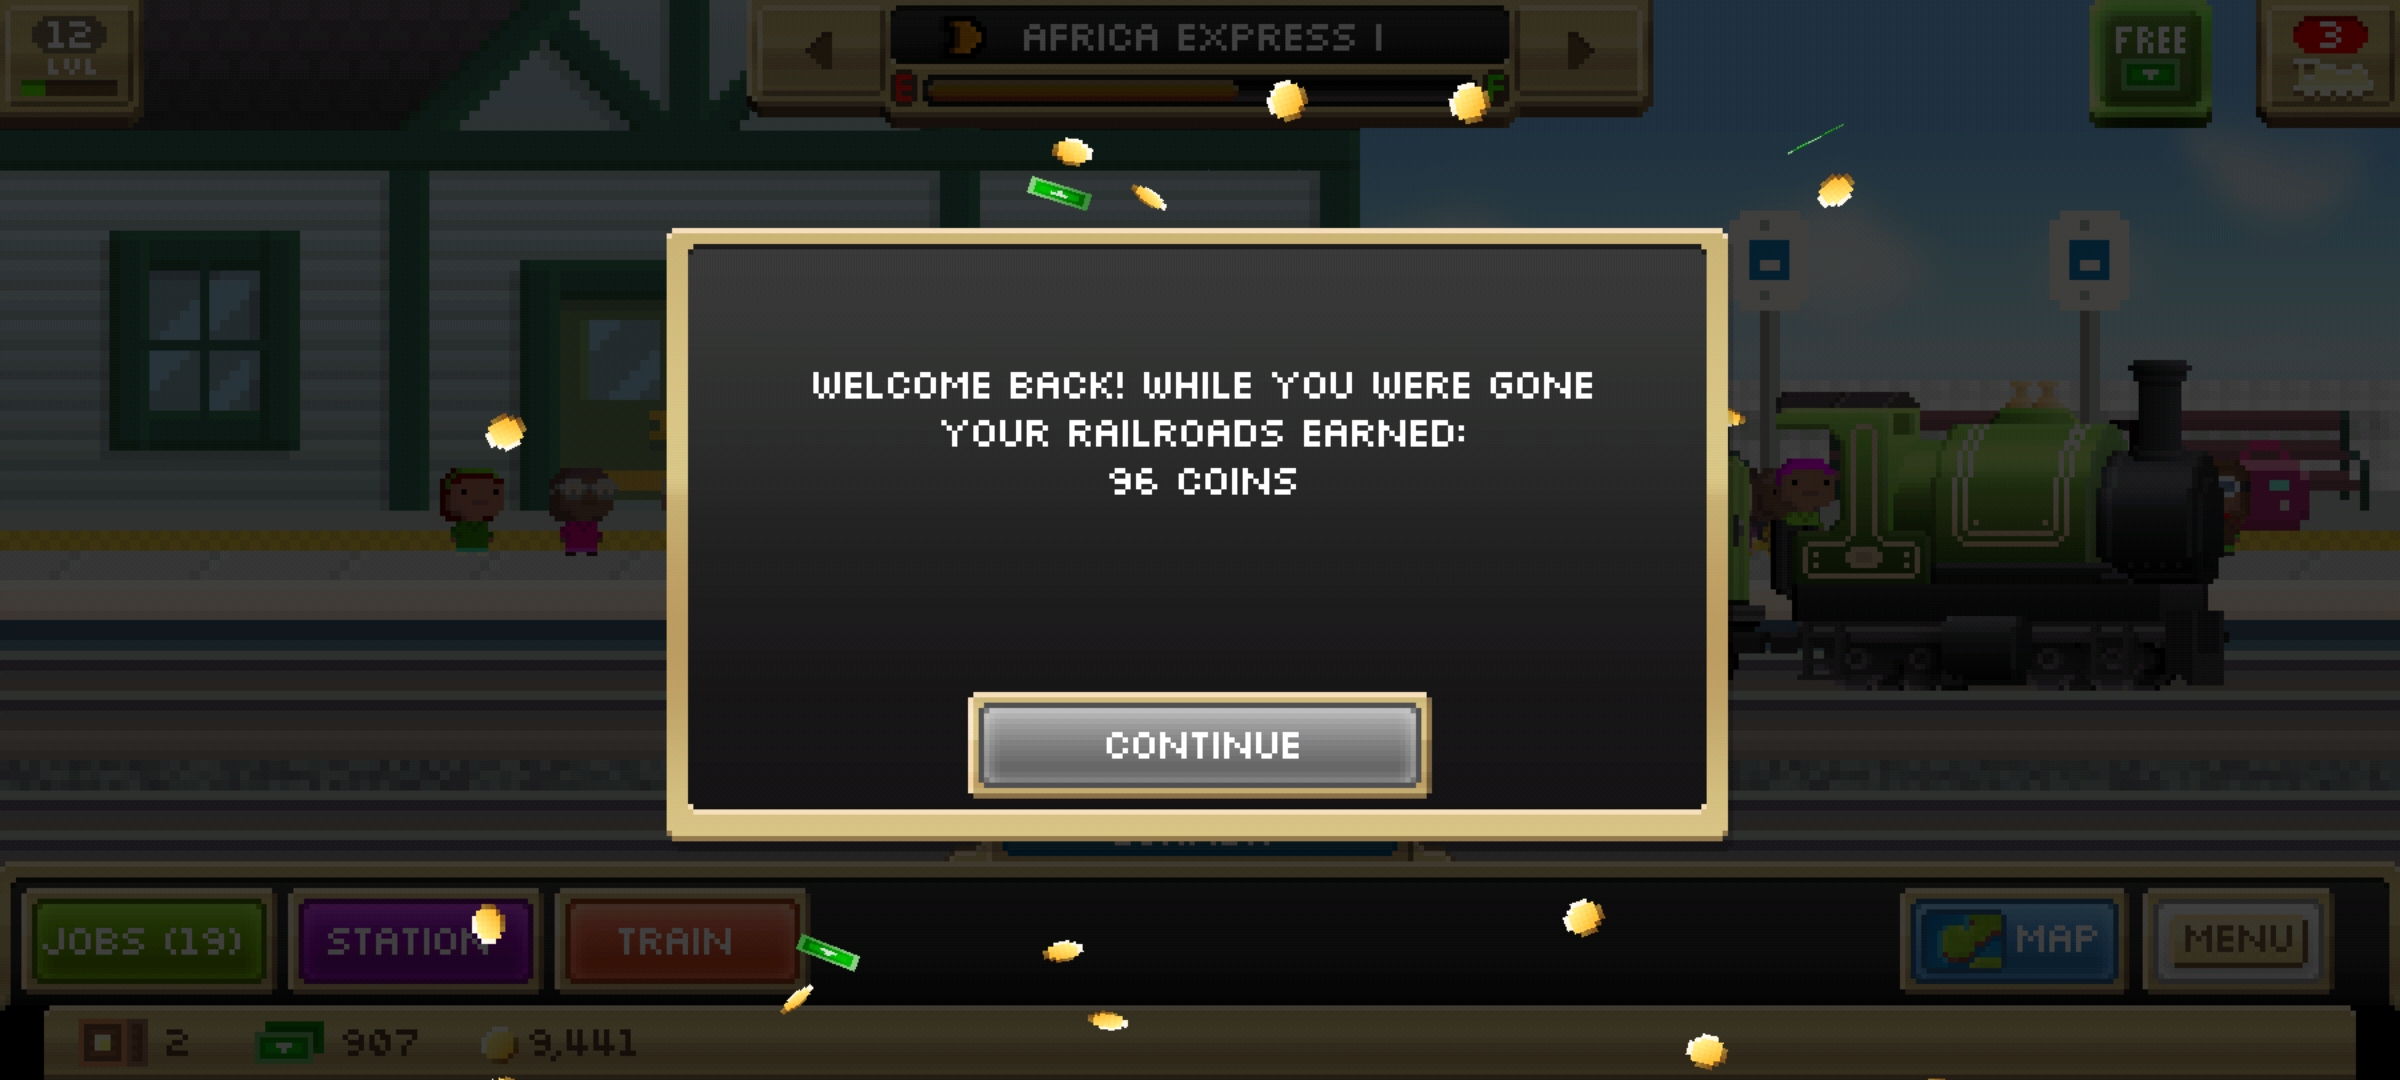 12
LVL
AFRICA EXPRESS I
E
F
FREE
3
WELCOME BACK! WHILE YOU WERE GONE
YOUR RAILROADS EARNED:
96 COINS
CONTINUE
JOBS (19)
STATION
TRAIN
MAP
MENU
2
907
9,441